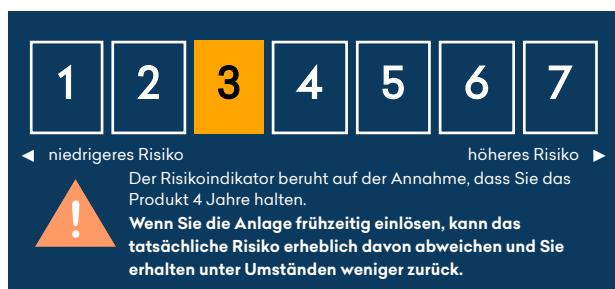 1 2 3 4 5 6 7
◄ niedrigeres Risiko höheres Risiko ►
Der Risikoindikator beruht auf der Annahme, dass Sie das
Produkt 4 Jahre halten.
Wenn Sie die Anlage frühzeitig einlösen, kann das
tatsächliche Risiko erheblich davon abweichen und Sie
erhalten unter Umständen weniger zurück.